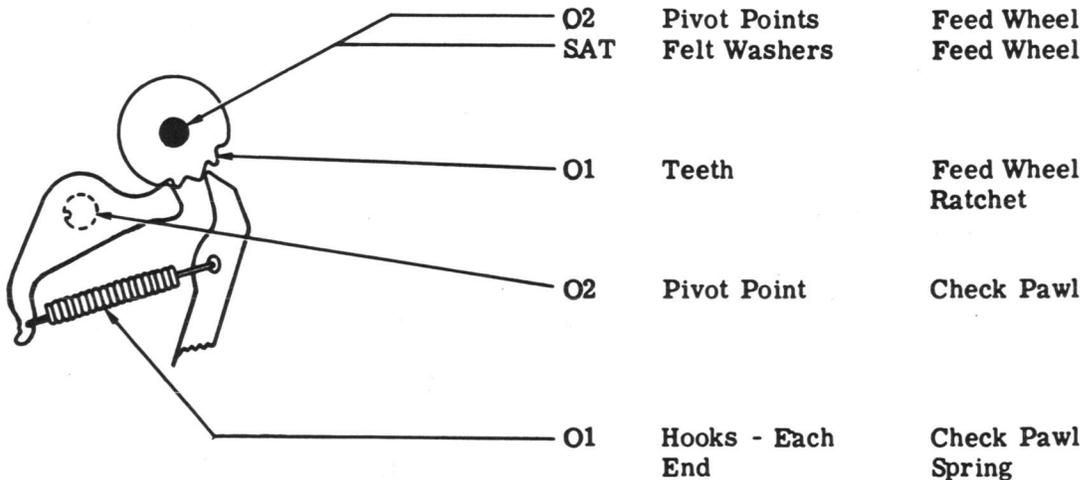 O2 Pivot Points Feed Wheel
SAT Felt Washers Feed Wheel
O1 Teeth Feed Wheel
Ratchet
O2 Pivot Point Check Pawl
O1 Hooks - Each Check Pawl
End Spring